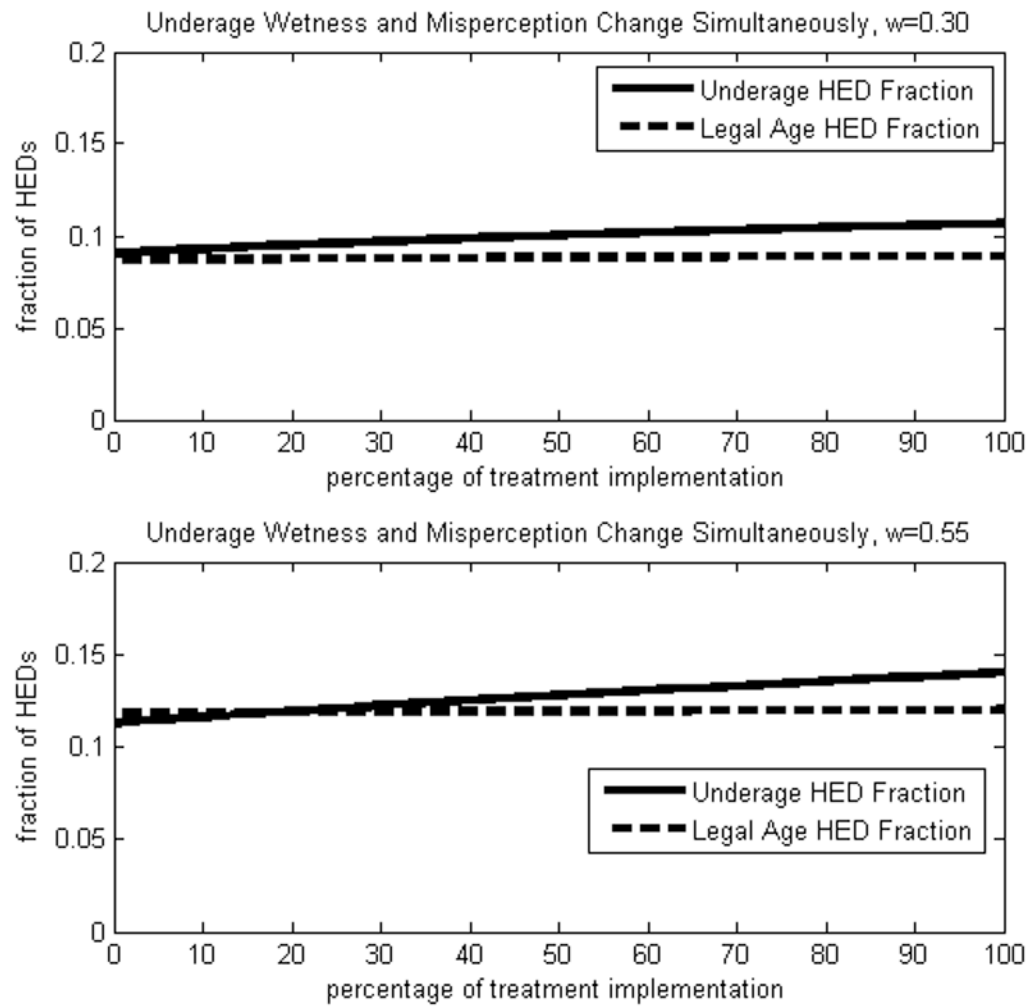 Underage Wetness and Misperception Change Simultaneously, w=0.30
0.2
0.15
0.1
0.05
0
fraction of HEDs
Underage HED Fraction
Legal Age HED Fraction
0 10 20 30 40 50 60 70 80 90 100
percentage of treatment implementation
Underage Wetness and Misperception Change Simultaneously, w=0.55
0.2
0.15
0.1
0.05
0
fraction of HEDs
Underage HED Fraction
Legal Age HED Fraction
0 10 20 30 40 50 60 70 80 90 100
percentage of treatment implementation